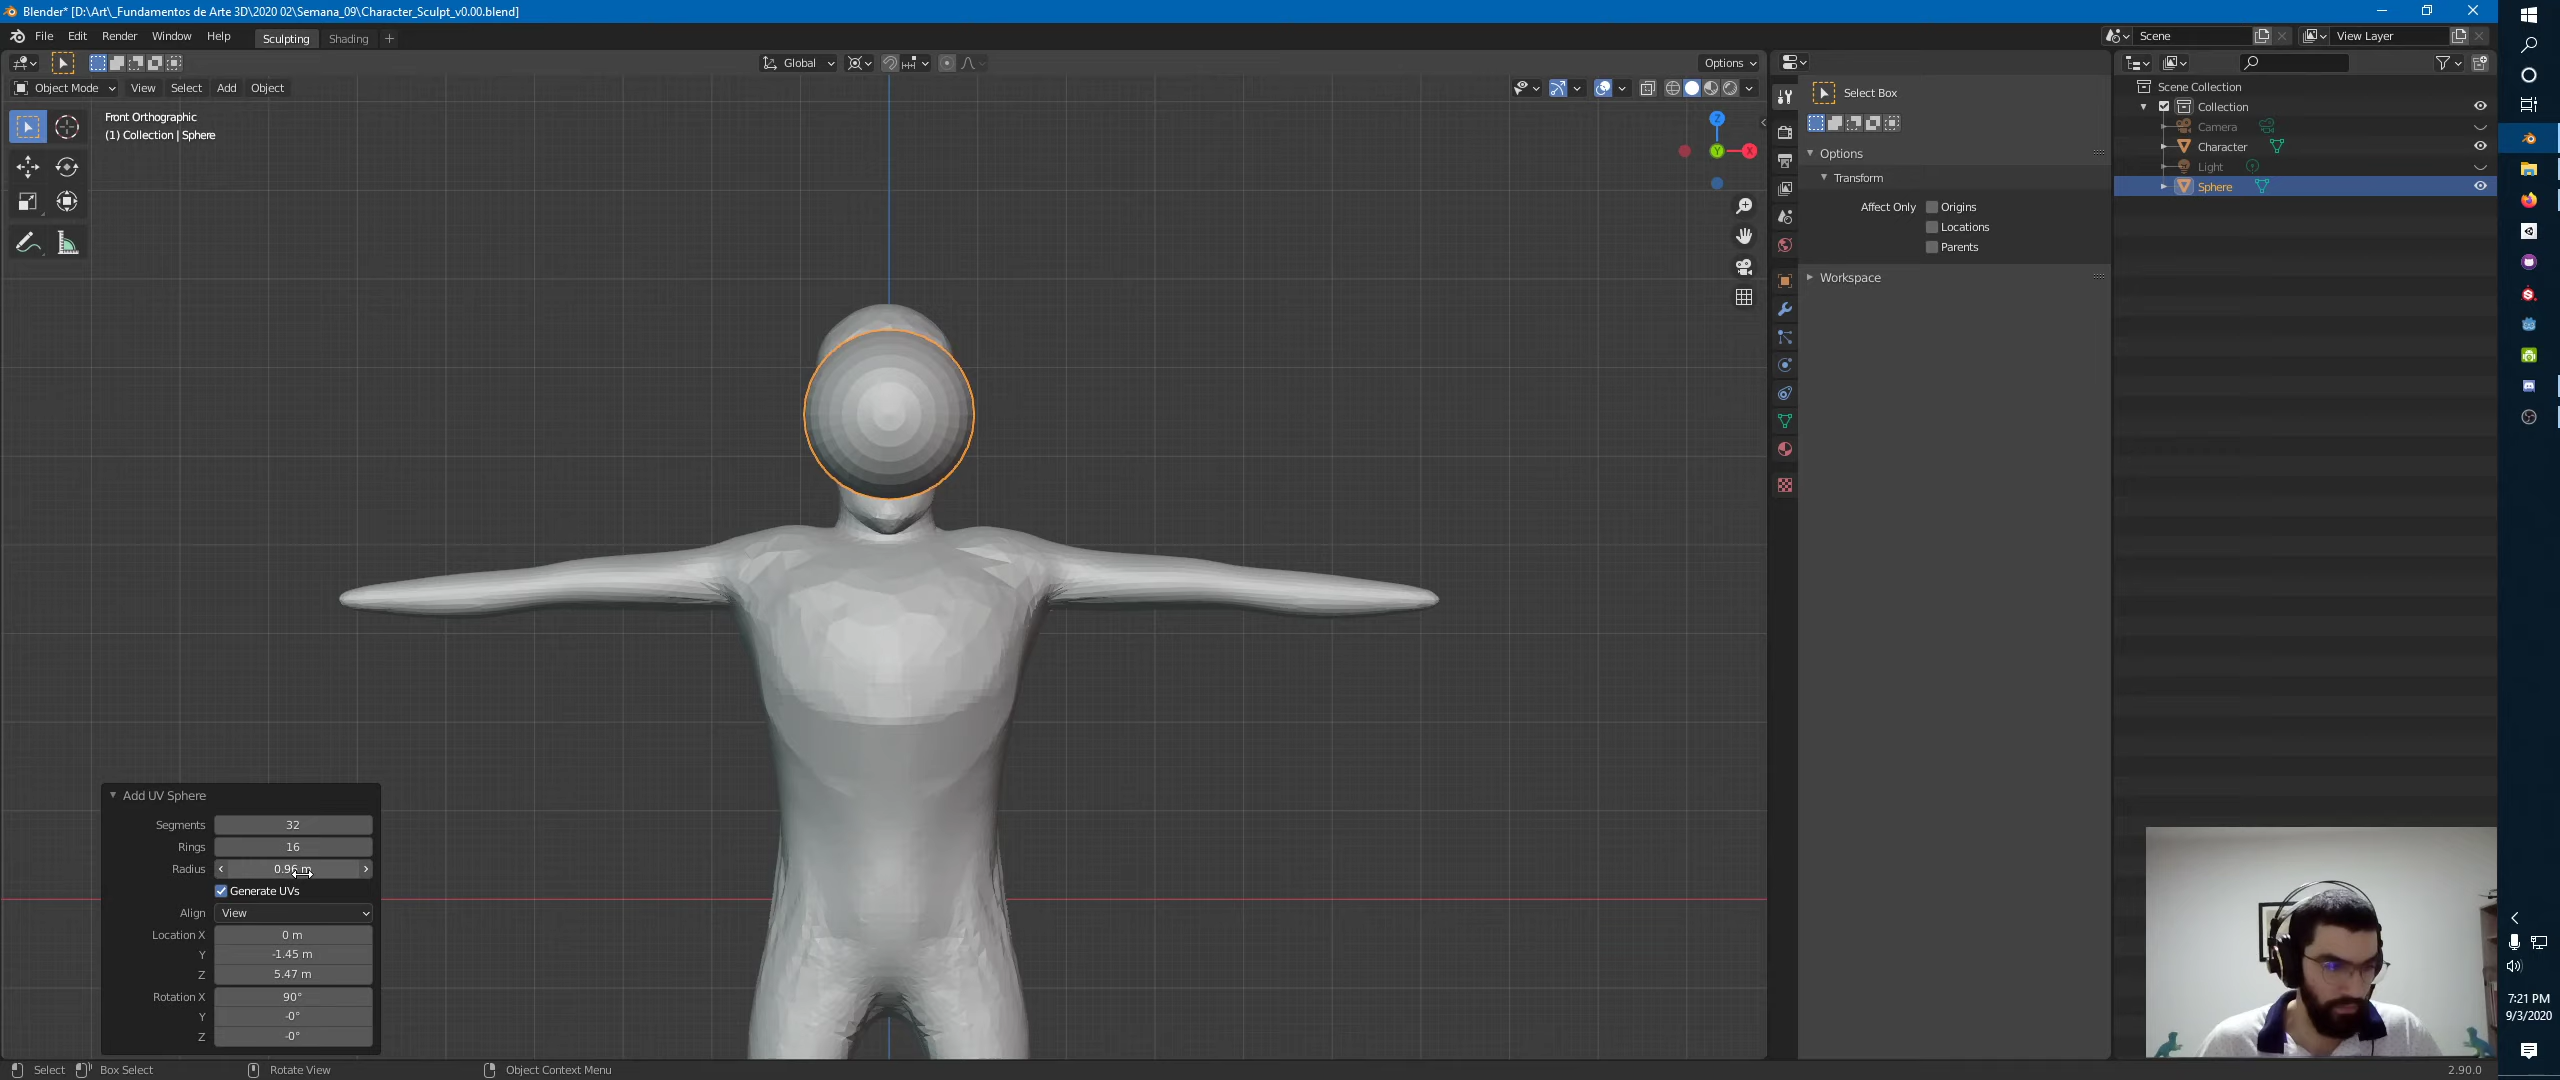 Blender* [D:\Art\_Fundamentos de Arte 3D\2020 02\Semana_09\Character_Sculpt_v0.00.blend]
File Edit Render Window Help Sculpting Shading + Scene View Layer
Global Options
Object Mode View Select Add Object
Front Orthographic
(1) Collection | Sphere
Z
Y
X
Select Box
Options
Transform
Affect Only Origins
Locations
Parents
Workspace
Scene Collection
Collection
Camera
Character
Light
Sphere
Add UV Sphere
Segments 32
Rings 16
Radius 0.96 m
Generate UVs
Align View
Location X 0 m
Y -1.45 m
Z 5.47 m
Rotation X 90°
Y -0°
Z -0°
Select Box Select Rotate View Object Context Menu 2.90.0
7:21 PM
9/3/2020